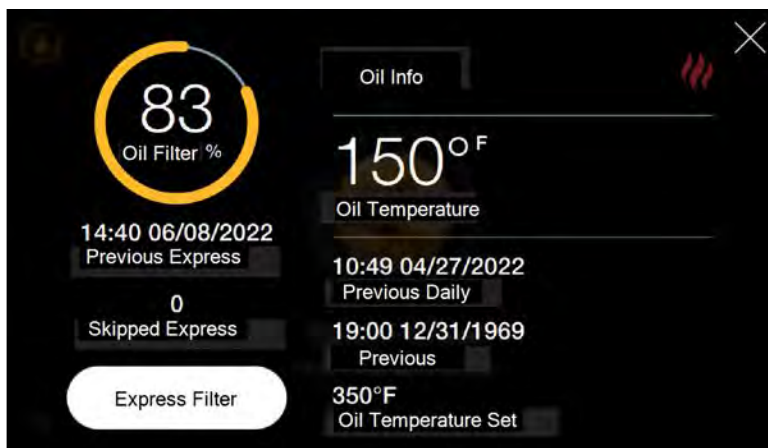 83
Oil Filter %
14:40 06/08/2022
Previous Express
0
Skipped Express
Express Filter
Oil Info
150°F
Oil Temperature
10:49 04/27/2022
Previous Daily
19:00 12/31/1969
Previous
350°F
Oil Temperature Set